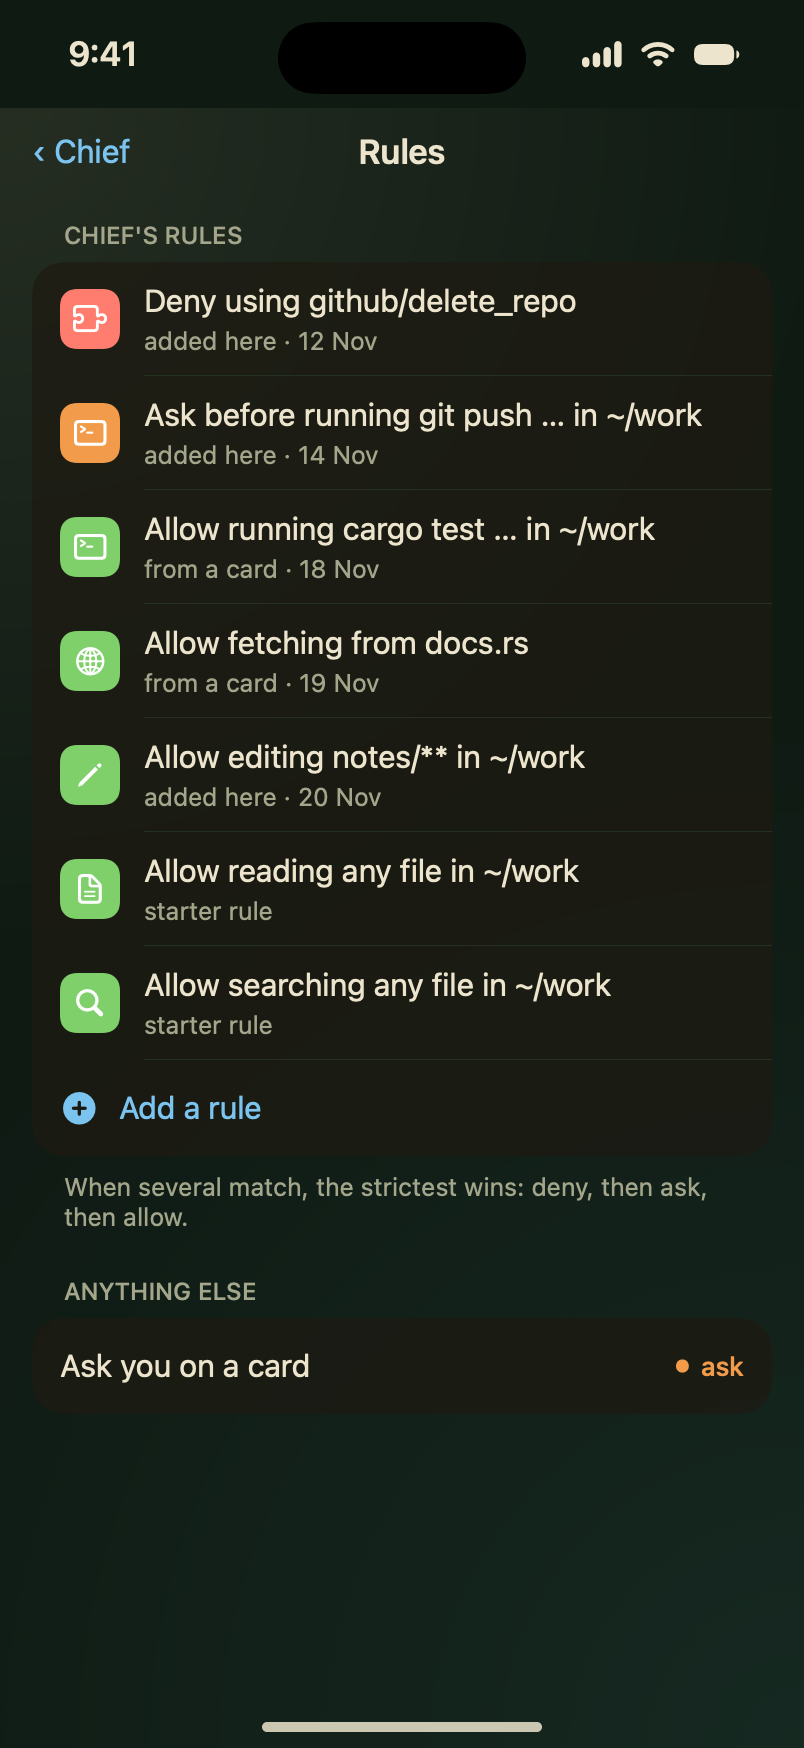 9:41
‹ Chief
Rules
CHIEF'S RULES
Deny using github/delete_repo
added here · 12 Nov
Ask before running git push ... in ~/work
added here · 14 Nov
Allow running cargo test ... in ~/work
from a card · 18 Nov
Allow fetching from docs.rs
from a card · 19 Nov
Allow editing notes/** in ~/work
added here · 20 Nov
Allow reading any file in ~/work
starter rule
Allow searching any file in ~/work
starter rule
Add a rule
When several match, the strictest wins: deny, then ask,
then allow.
ANYTHING ELSE
Ask you on a card
ask